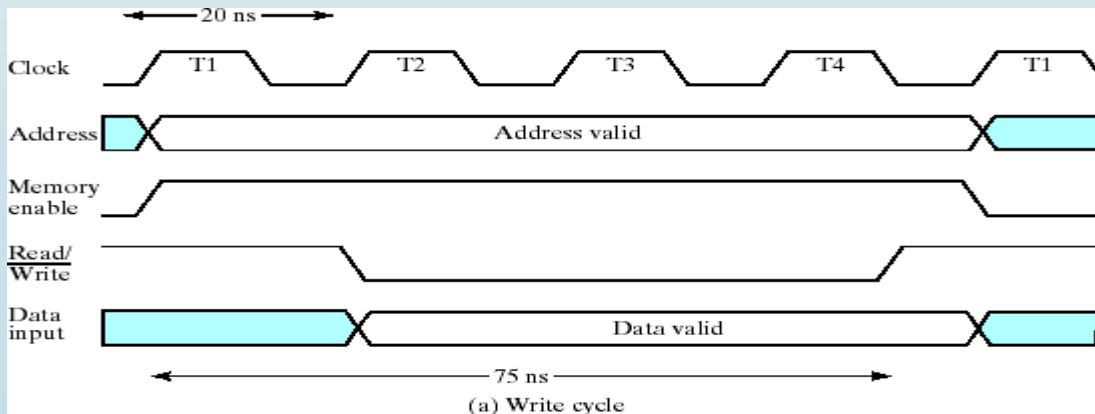 20 ns
Clock T1 T2 T3 T4 T1
Address Address valid
Memory
enable
Read/
Write
Data
input Data valid
75 ns
(a) Write cycle